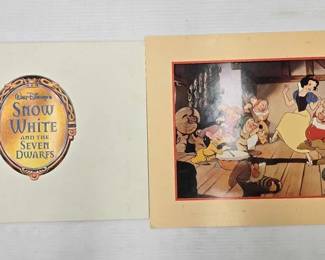 Walt Disney's
SNOW
WHITE
AND THE
SEVEN
DWARFS